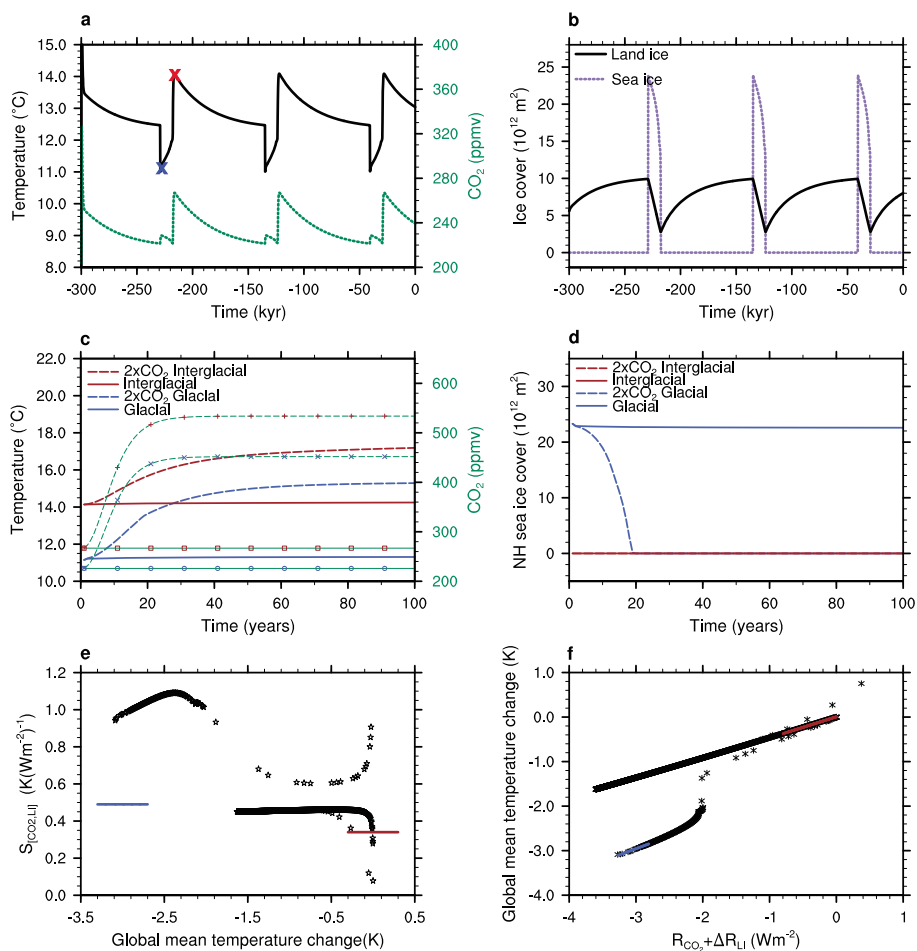 a
b
15.0
14.0
13.0
12.0
11.0
10.0
9.0
8.0
Temperature (°C)
400
360
320
280
240
200
CO2 (ppmv)
-300 -250 -200 -150 -100 -50 0
Time (kyr)
Land ice
Sea ice
25
20
15
10
5
0
Ice cover (10^12 m^2)
-300 -250 -200 -150 -100 -50 0
Time (kyr)
c
d
2xCO2 Interglacial
Interglacial
2xCO2 Glacial
Glacial
22.0
20.0
18.0
16.0
14.0
12.0
10.0
Temperature (°C)
600
500
400
300
200
CO2 (ppmv)
0 20 40 60 80 100
Time (years)
2xCO2 Interglacial
Interglacial
2xCO2 Glacial
Glacial
30
20
10
0
NH sea ice cover (10^12 m^2)
0 20 40 60 80 100
Time (years)
e
f
1.2
1.0
0.8
0.6
0.4
0.2
0.0
S[CO2,LI] (K(Wm-2)-1)
-3.5 -2.5 -1.5 -0.5 0.5
Global mean temperature change(K)
1.0
0.0
-1.0
-2.0
-3.0
-4.0
Global mean temperature change (K)
-4 -3 -2 -1 0 1
RCO2+ΔRLI (Wm-2)